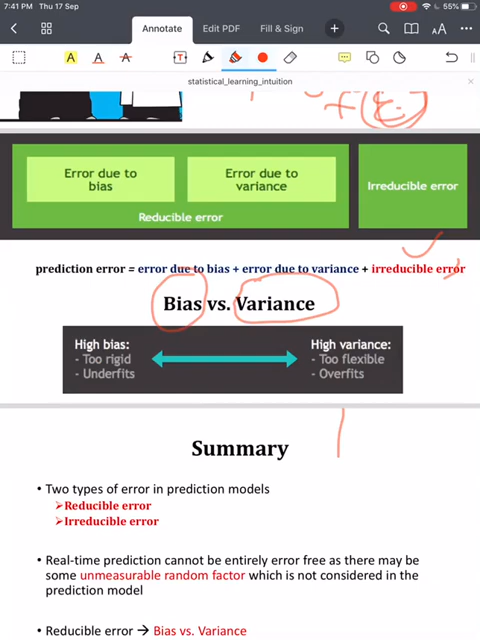 7:41 PM Thu 17 Sep
55%
Annotate Edit PDF Fill & Sign
A A A T AA
statistical_learning_intuition
Error due to
bias
Error due to
variance
Irreducible error
Reducible error
prediction error = error due to bias + error due to variance + irreducible error
Bias vs. Variance
High bias:
- Too rigid
- Underfits
High variance:
- Too flexible
- Overfits
Summary
• Two types of error in prediction models
➢Reducible error
➢Irreducible error
• Real-time prediction cannot be entirely error free as there may be
some unmeasurable random factor which is not considered in the
prediction model
• Reducible error → Bias vs. Variance